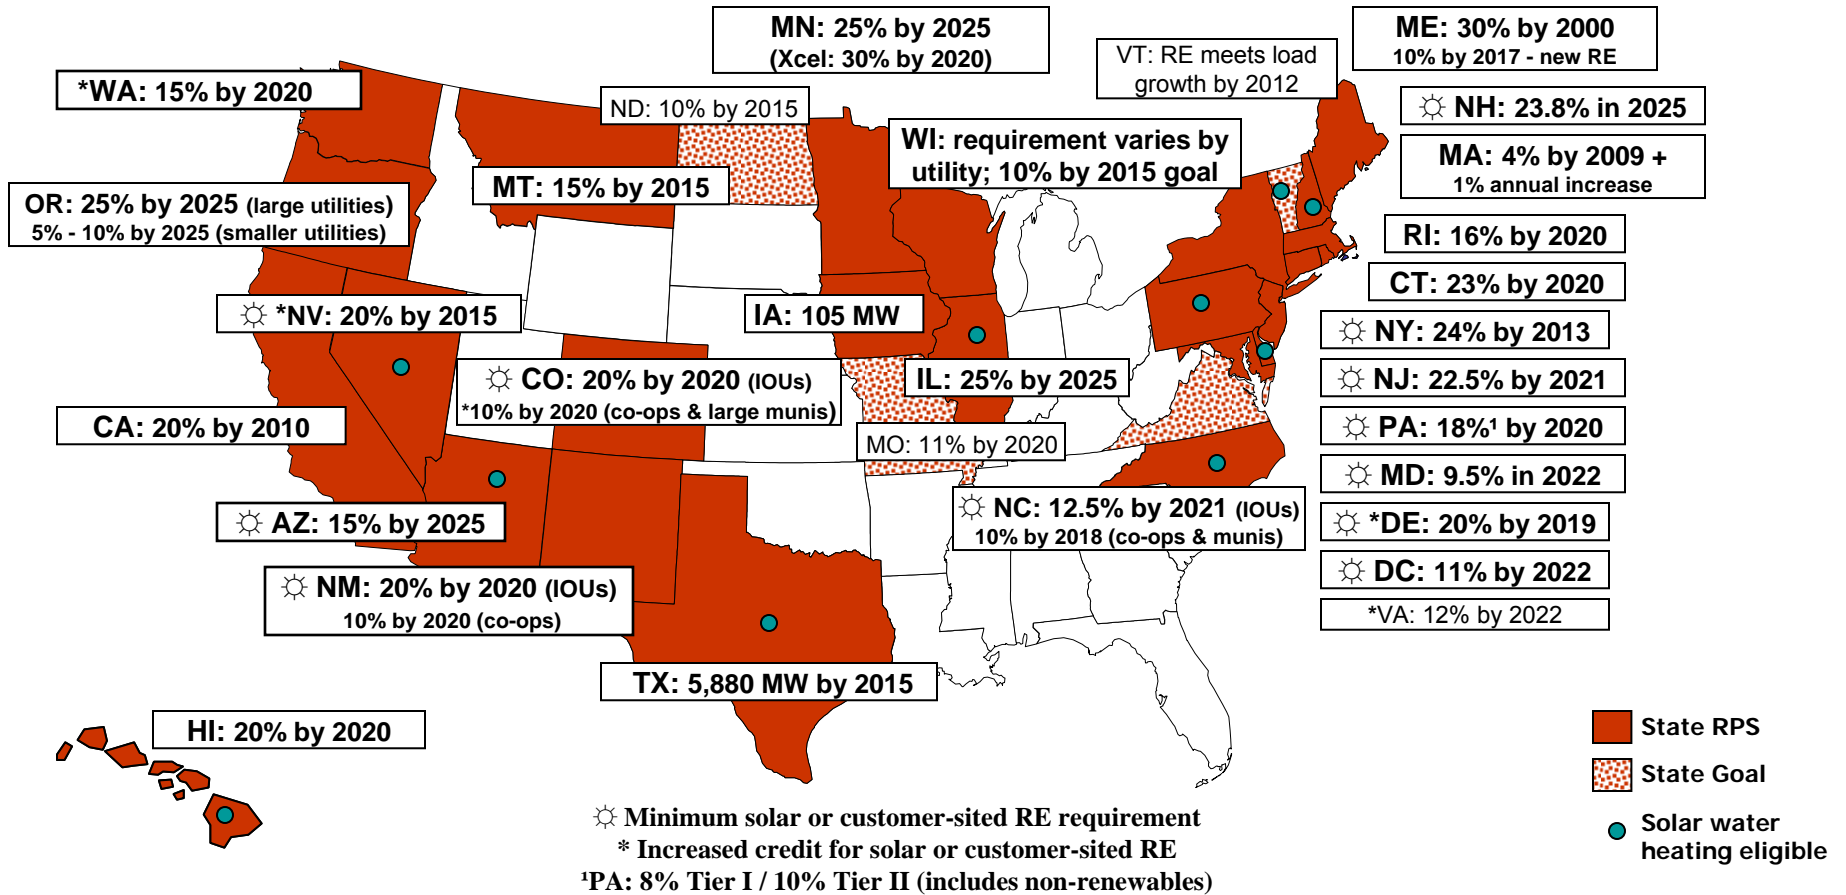 MN: 25% by 2025
(Xcel: 30% by 2020)
ME: 30% by 2000
10% by 2017 - new RE
VT: RE meets load
growth by 2012
*WA: 15% by 2020
ND: 10% by 2015
☼ NH: 23.8% in 2025
WI: requirement varies by
utility; 10% by 2015 goal
MA: 4% by 2009 +
1% annual increase
MT: 15% by 2015
OR: 25% by 2025 (large utilities)
5% - 10% by 2025 (smaller utilities)
RI: 16% by 2020
CT: 23% by 2020
☼ *NV: 20% by 2015
IA: 105 MW
☼ NY: 24% by 2013
☼ CO: 20% by 2020 (IOUs)
*10% by 2020 (co-ops & large munis)
IL: 25% by 2025
☼ NJ: 22.5% by 2021
CA: 20% by 2010
MO: 11% by 2020
☼ PA: 18%¹ by 2020
☼ MD: 9.5% in 2022
☼ AZ: 15% by 2025
☼ NC: 12.5% by 2021 (IOUs)
10% by 2018 (co-ops & munis)
☼ *DE: 20% by 2019
☼ DC: 11% by 2022
☼ NM: 20% by 2020 (IOUs)
10% by 2020 (co-ops)
*VA: 12% by 2022
TX: 5,880 MW by 2015
HI: 20% by 2020
State RPS
State Goal
Solar water
heating eligible
☼ Minimum solar or customer-sited RE requirement
* Increased credit for solar or customer-sited RE
¹PA: 8% Tier I / 10% Tier II (includes non-renewables)